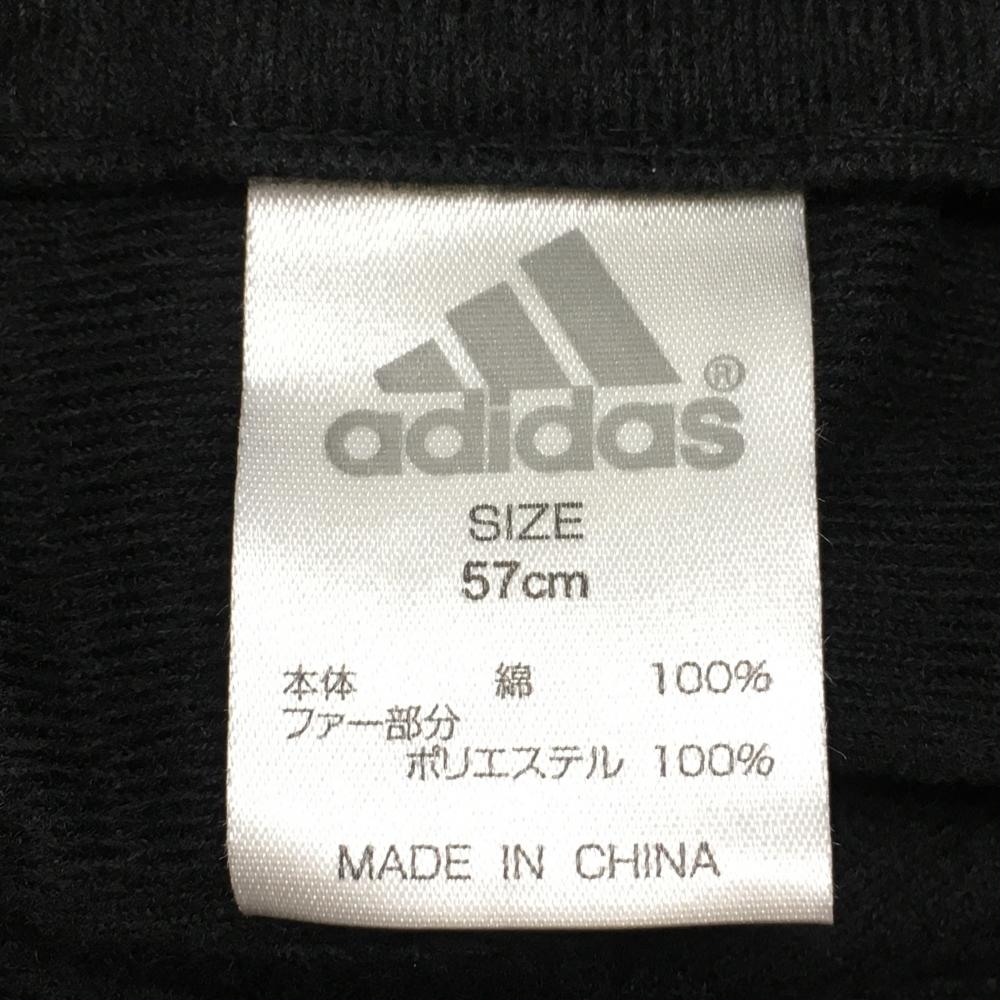 adidas®
SIZE
57cm
本体 綿 100%
ファー部分
ポリエステル 100%
MADE IN CHINA